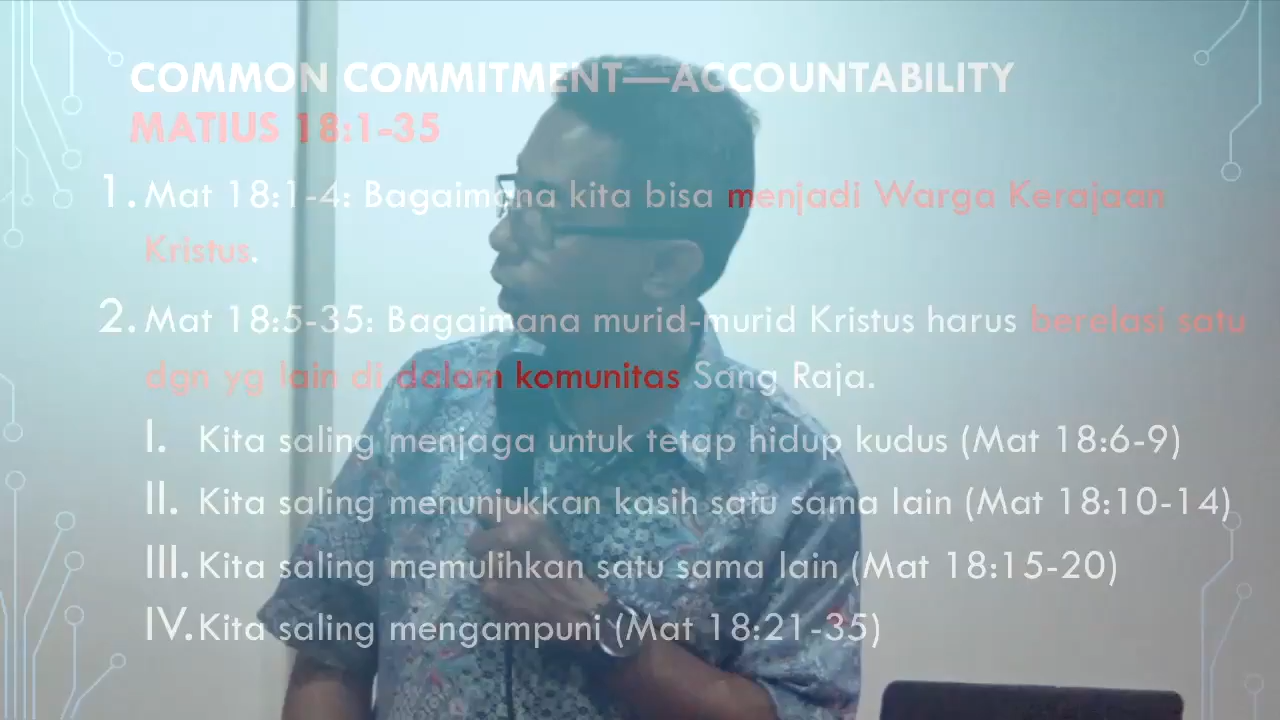 COMMON COMMITMENT—ACCOUNTABILITY
MATIUS 18:1-35
1. Mat 18:1-4: Bagaimana kita bisa menjadi Warga Kerajaan
Kristus.
2. Mat 18:5-35: Bagaimana murid-murid Kristus harus berelasi satu
dgn yg lain di dalam komunitas Sang Raja.
I. Kita saling menjaga untuk tetap hidup kudus (Mat 18:6-9)
II. Kita saling menunjukkan kasih satu sama lain (Mat 18:10-14)
III. Kita saling memulihkan satu sama lain (Mat 18:15-20)
IV. Kita saling mengampuni (Mat 18:21-35)